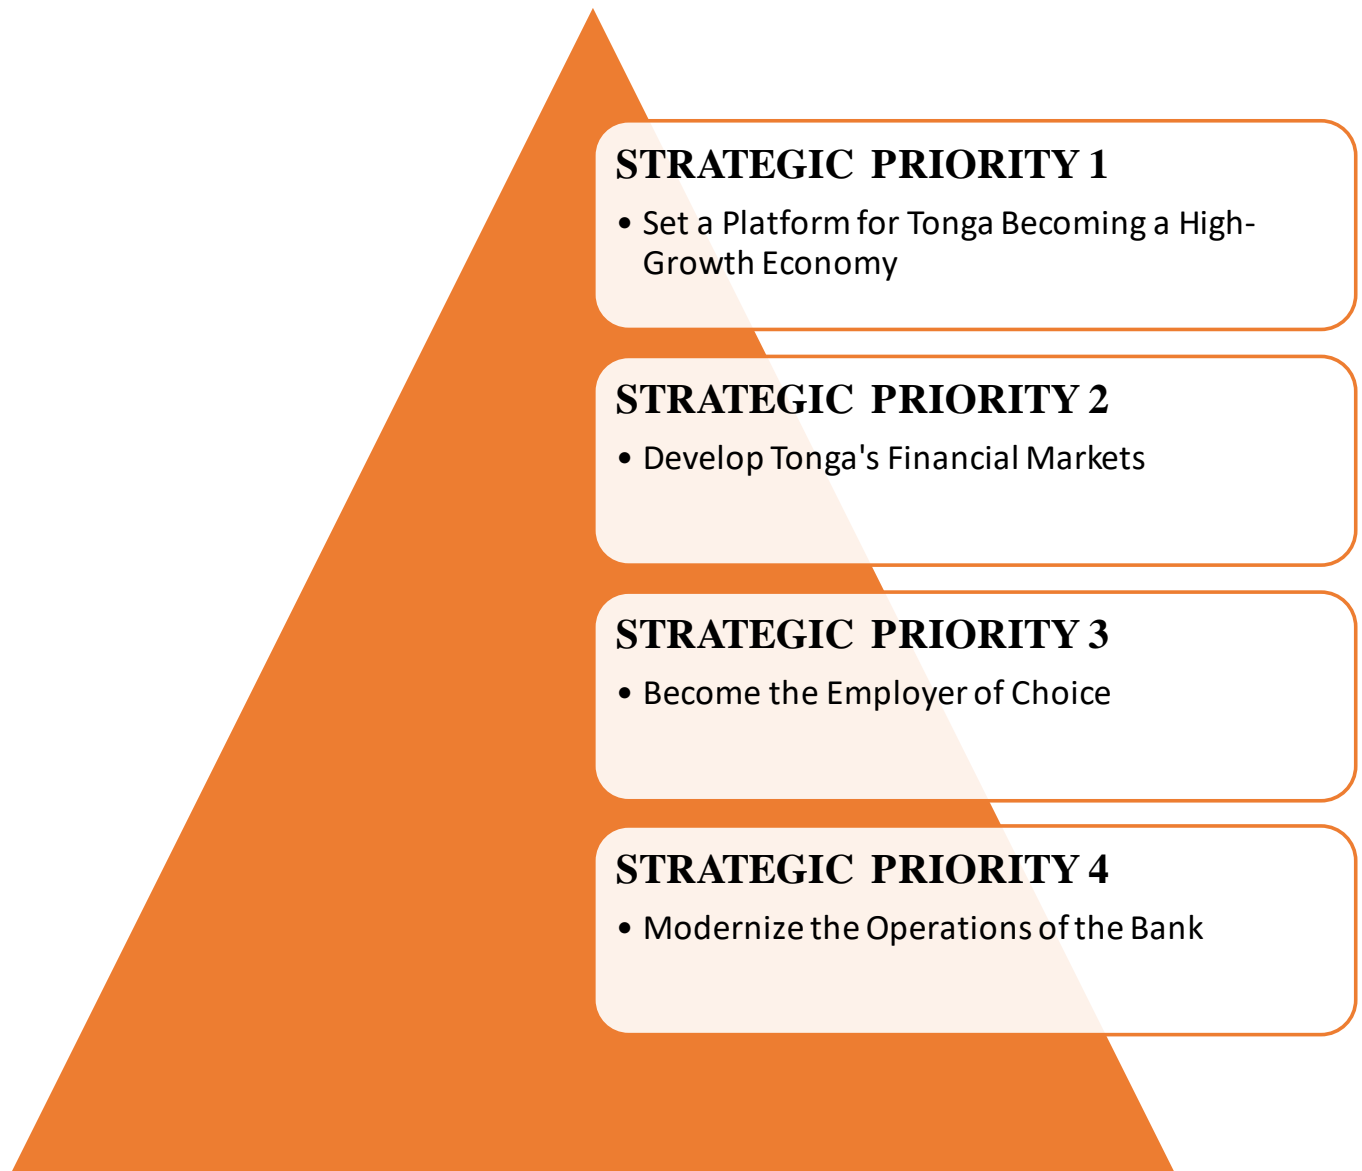 STRATEGIC PRIORITY 1
• Set a Platform for Tonga Becoming a High-
Growth Economy
STRATEGIC PRIORITY 2
• Develop Tonga's Financial Markets
STRATEGIC PRIORITY 3
• Become the Employer of Choice
STRATEGIC PRIORITY 4
• Modernize the Operations of the Bank